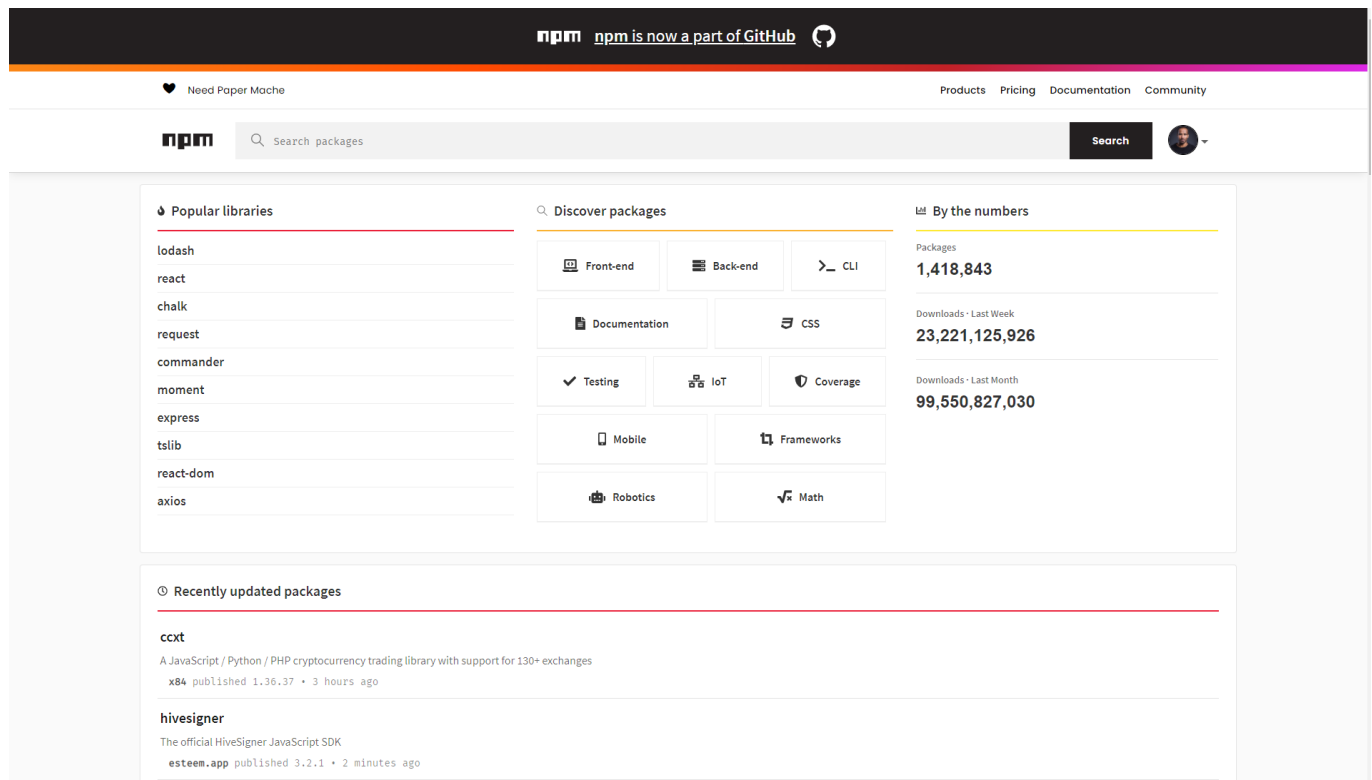 npm npm is now a part of GitHub
Need Paper Mache
Products Pricing Documentation Community
npm Search packages Search
Popular libraries
lodash
react
chalk
request
commander
moment
express
tslib
react-dom
axios
Discover packages
Front-end Back-end CLI
Documentation CSS
Testing IoT Coverage
Mobile Frameworks
Robotics Math
By the numbers
Packages
1,418,843
Downloads · Last Week
23,221,125,926
Downloads · Last Month
99,550,827,030
Recently updated packages
ccxt
A JavaScript / Python / PHP cryptocurrency trading library with support for 130+ exchanges
x84 published 1.36.37 • 3 hours ago
hivesigner
The official HiveSigner JavaScript SDK
esteem.app published 3.2.1 • 2 minutes ago